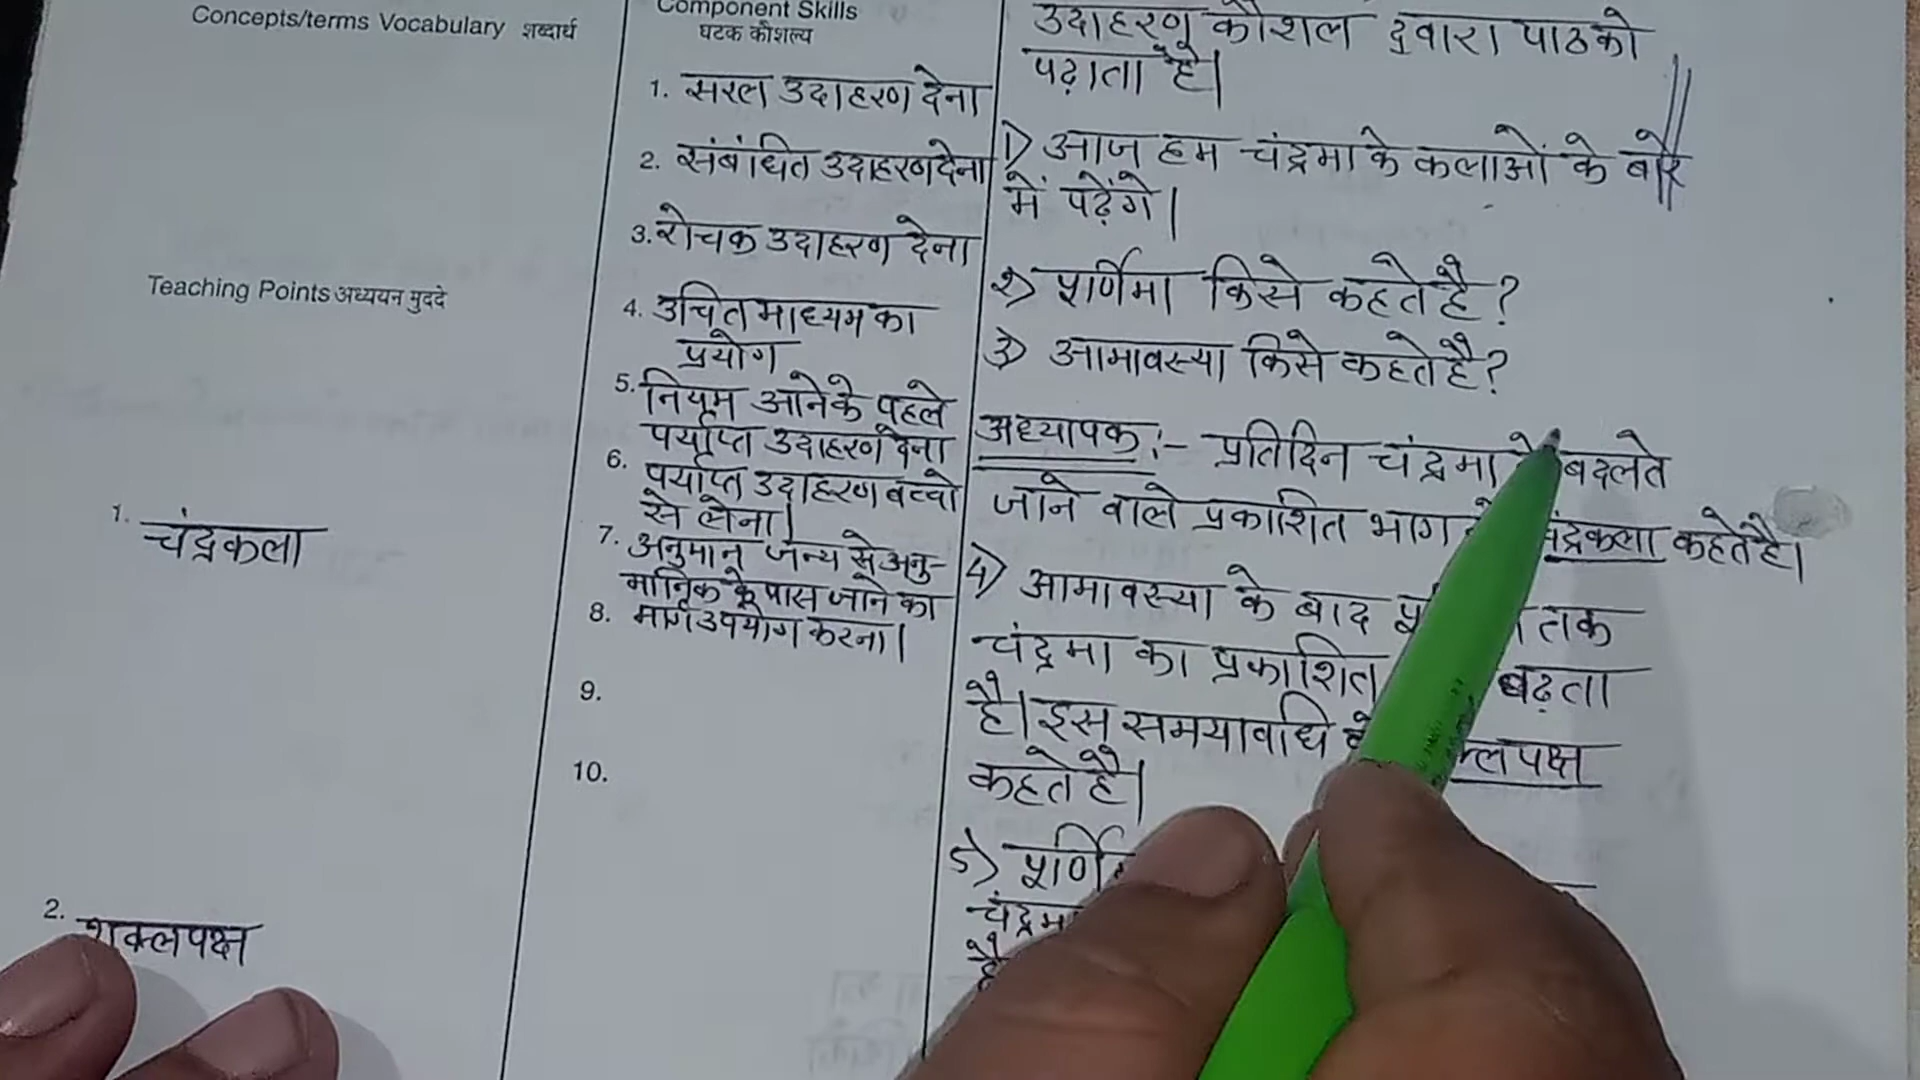 Concepts/terms Vocabulary शब्दार्थ
Teaching Points अध्ययन मुददे
1. चंद्रकला
2. शुक्लपक्ष
Component Skills
घटक कौशल्य
1. सरल उदाहरण देना
2. संबंधित उदाहरण देना
3. रोचक उदाहरण देना
4. उचित माध्यम का
प्रयोग
5. नियम आनेके पहले
पर्याप्त उदाहरण देना
6. पर्याप्त उदाहरण बच्चो
से लेना।
7. अनुमान जन्य से अनु-
मानिक के पास जाने का
8. मार्ग उपयोग करना।
9.
10.
उदाहरण कौशल द्वारा पाठको
पढ़ाता है।
1) आज हम चंद्रमा के कलाओं के बारे
में पढ़ेंगे।
२) पूर्णिमा किसे कहते है?
३) आमावस्या किसे कहते है?
अध्यापक :- प्रतिदिन चंद्रमा के बदलते
जाने वाले प्रकाशित भाग चंद्रकला कहते है।
4) आमावस्या के बाद तक
चंद्रमा का प्रकाशित बढ़ता
है। इस समयावधि पक्ष
कहते है।
5)